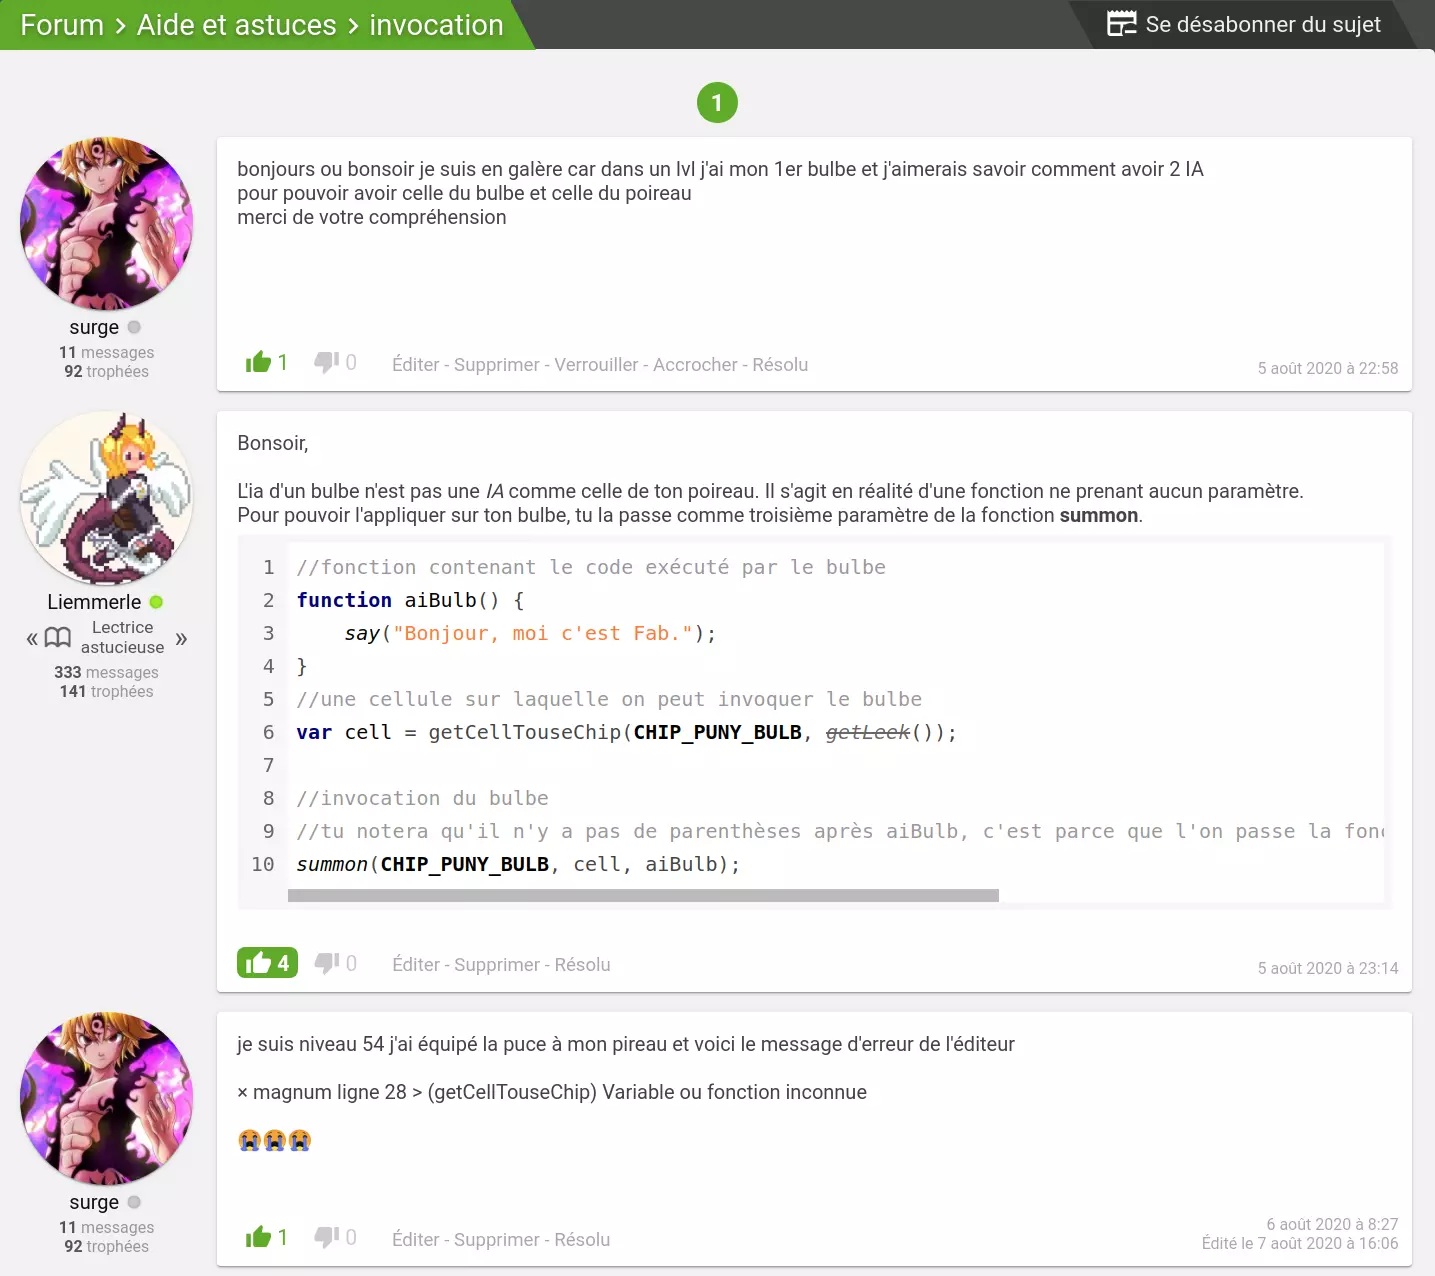 Forum > Aide et astuces > invocation
Se désabonner du sujet
1
bonjours ou bonsoir je suis en galère car dans un lvl j'ai mon 1er bulbe et j'aimerais savoir comment avoir 2 IA
pour pouvoir avoir celle du bulbe et celle du poireau
merci de votre compréhension
surge
11 messages
92 trophées
1 0 Éditer - Supprimer - Verrouiller - Accrocher - Résolu
5 août 2020 à 22:58
Bonsoir,
L'ia d'un bulbe n'est pas une IA comme celle de ton poireau. Il s'agit en réalité d'une fonction ne prenant aucun paramètre.
Pour pouvoir l'appliquer sur ton bulbe, tu la passe comme troisième paramètre de la fonction summon.
1 //fonction contenant le code exécuté par le bulbe
2 function aiBulb() {
3 say("Bonjour, moi c'est Fab.");
4 }
5 //une cellule sur laquelle on peut invoquer le bulbe
6 var cell = getCellTouseChip(CHIP_PUNY_BULB, getLeek());
7
8 //invocation du bulbe
9 //tu notera qu'il n'y a pas de parenthèses après aiBulb, c'est parce que l'on passe la
10 summon(CHIP_PUNY_BULB, cell, aiBulb);
Liemmerle
« Lectrice
astucieuse »
333 messages
141 trophées
4 0 Éditer - Supprimer - Résolu
5 août 2020 à 23:14
je suis niveau 54 j'ai équipé la puce à mon pireau et voici le message d'erreur de l'éditeur
× magnum ligne 28 > (getCellTouseChip) Variable ou fonction inconnue
😭😭😭
surge
11 messages
92 trophées
1 0 Éditer - Supprimer - Résolu
6 août 2020 à 8:27
Édité le 7 août 2020 à 16:06